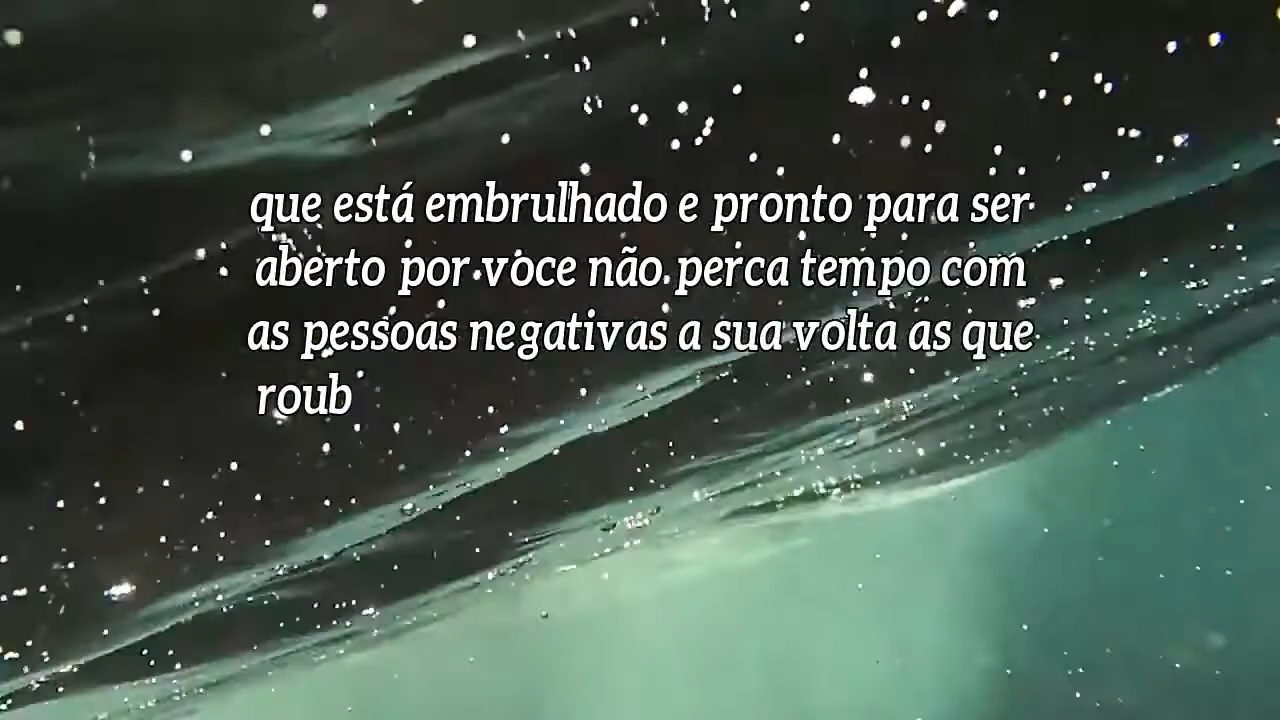 que está embrulhado e pronto para ser
aberto por voce não perca tempo com
as pessoas negativas a sua volta as que
roub